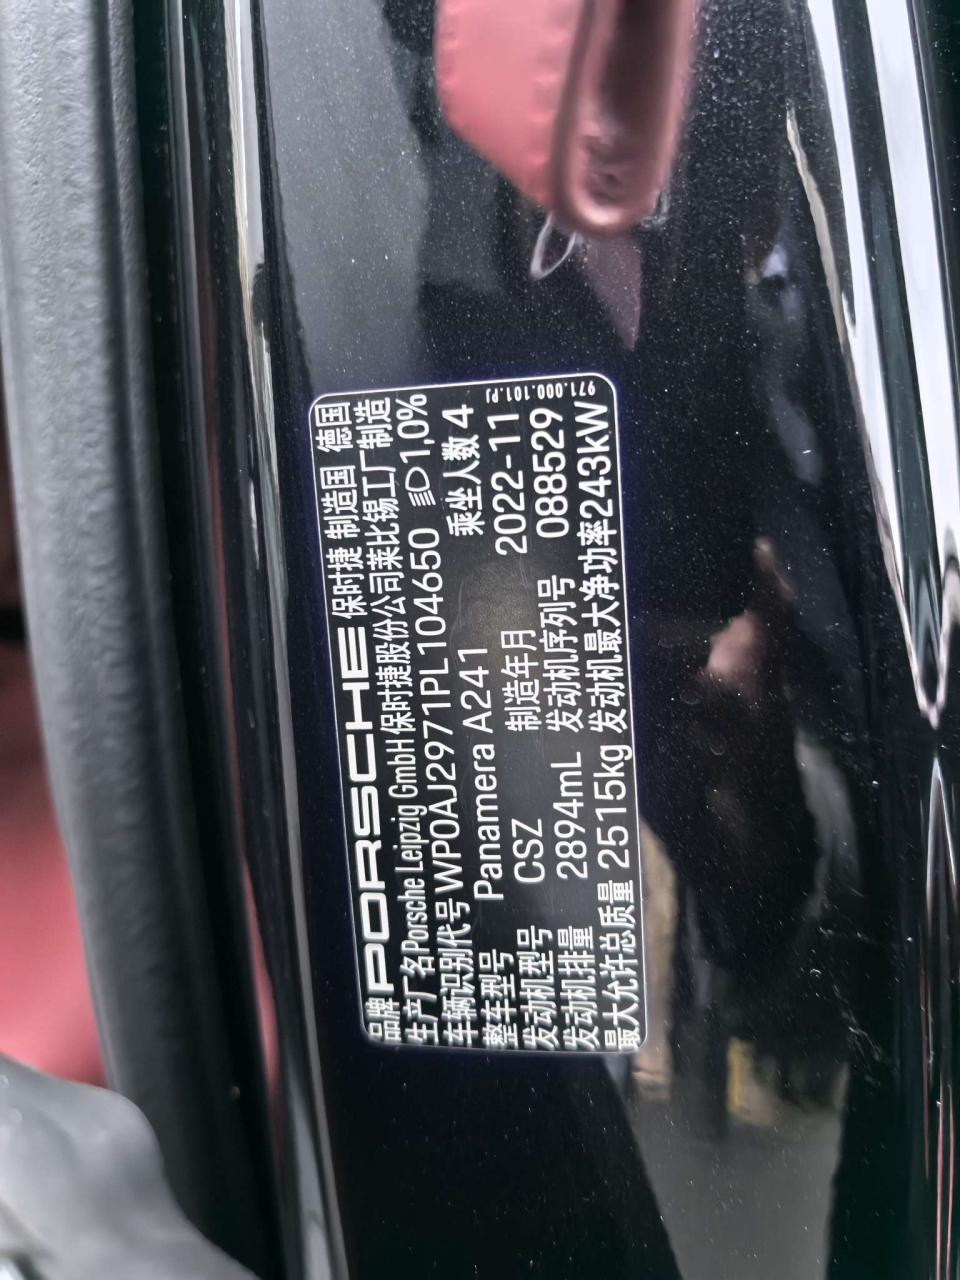 971.000.101.PJ
品牌 PORSCHE 保时捷 制造国 德国
生产厂名 Porsche Leipzig GmbH 保时捷股份公司莱比锡工厂制造
车辆识别代号 WP0AJ2971PL104650 1,0%
整车型号 Panamera A241 乘坐人数 4
发动机型号 CSZ 制造年月 2022-11
发动机排量 2894mL 发动机序列号 088529
最大允许总质量 2515kg 发动机最大净功率 243kW